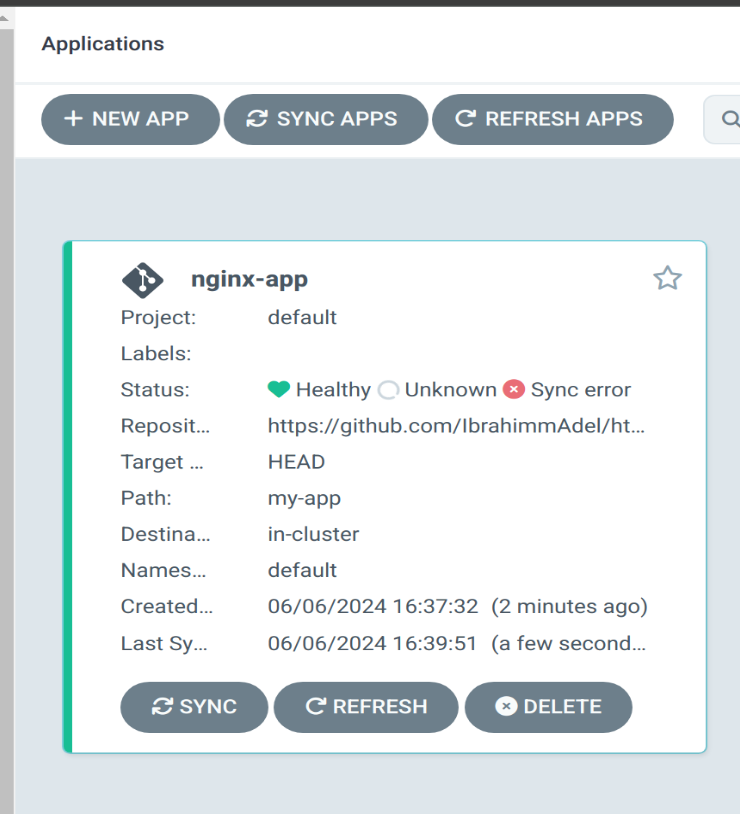 Applications
+ NEW APP SYNC APPS REFRESH APPS
nginx-app
Project: default
Labels:
Status: Healthy Unknown Sync error
Reposit... https://github.com/IbrahimmAdel/ht...
Target ... HEAD
Path: my-app
Destina... in-cluster
Names... default
Created... 06/06/2024 16:37:32 (2 minutes ago)
Last Sy... 06/06/2024 16:39:51 (a few second...
SYNC REFRESH DELETE